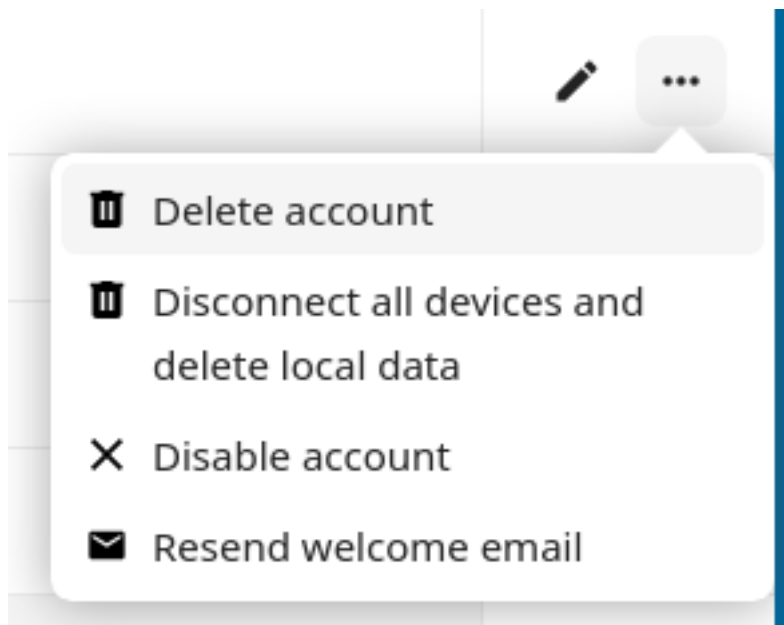 Delete account
Disconnect all devices and
delete local data
Disable account
Resend welcome email